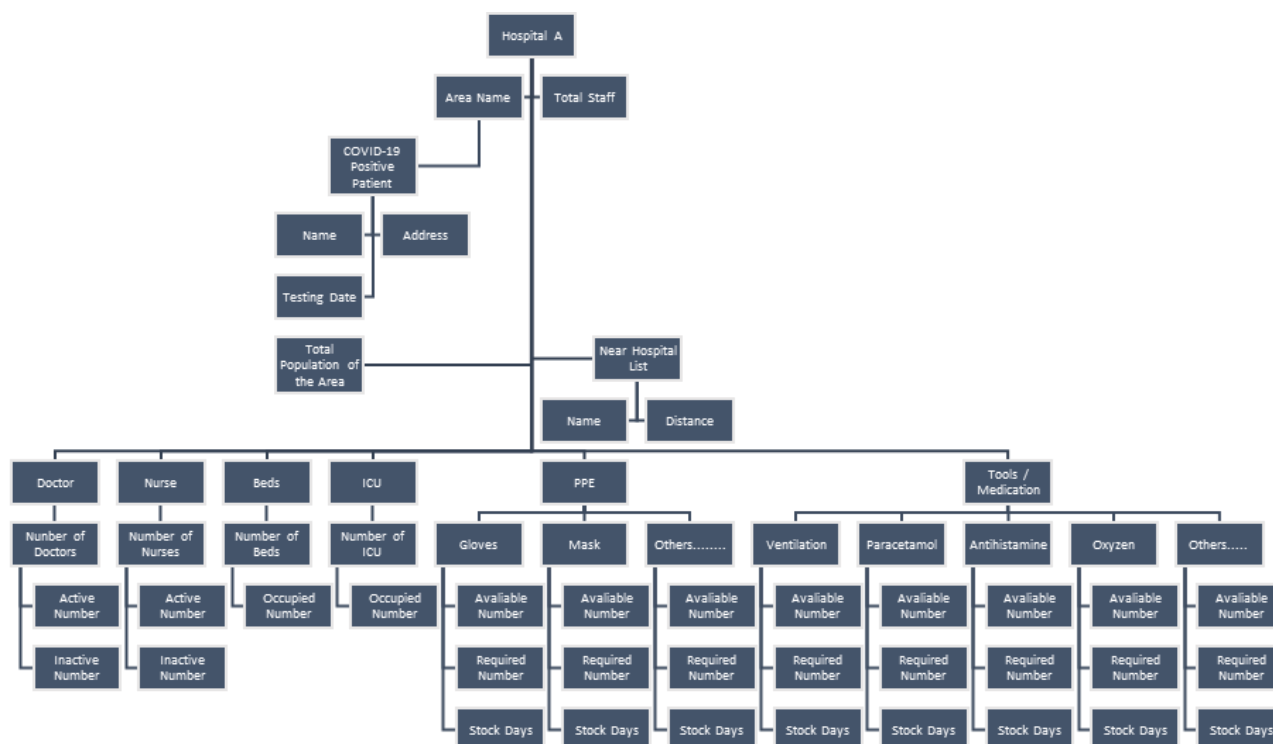 Hospital A
Area Name
Total Staff
COVID-19
Positive
Patient
Name
Address
Testing Date
Total
Population of
the Area
Near Hospital
List
Name
Distance
Doctor
Nurse
Beds
ICU
PPE
Tools /
Medication
Nunber of
Doctors
Number of
Nurses
Number of
Beds
Number of
ICU
Gloves
Mask
Others........
Ventilation
Paracetamol
Antihistamine
Oxyzen
Others.....
Active
Number
Active
Number
Occupied
Number
Occupied
Number
Avaliable
Number
Avaliable
Number
Avaliable
Number
Avaliable
Number
Avaliable
Number
Avaliable
Number
Avaliable
Number
Avaliable
Number
Inactive
Number
Inactive
Number
Required
Number
Required
Number
Required
Number
Required
Number
Required
Number
Required
Number
Required
Number
Required
Number
Stock Days
Stock Days
Stock Days
Stock Days
Stock Days
Stock Days
Stock Days
Stock Days